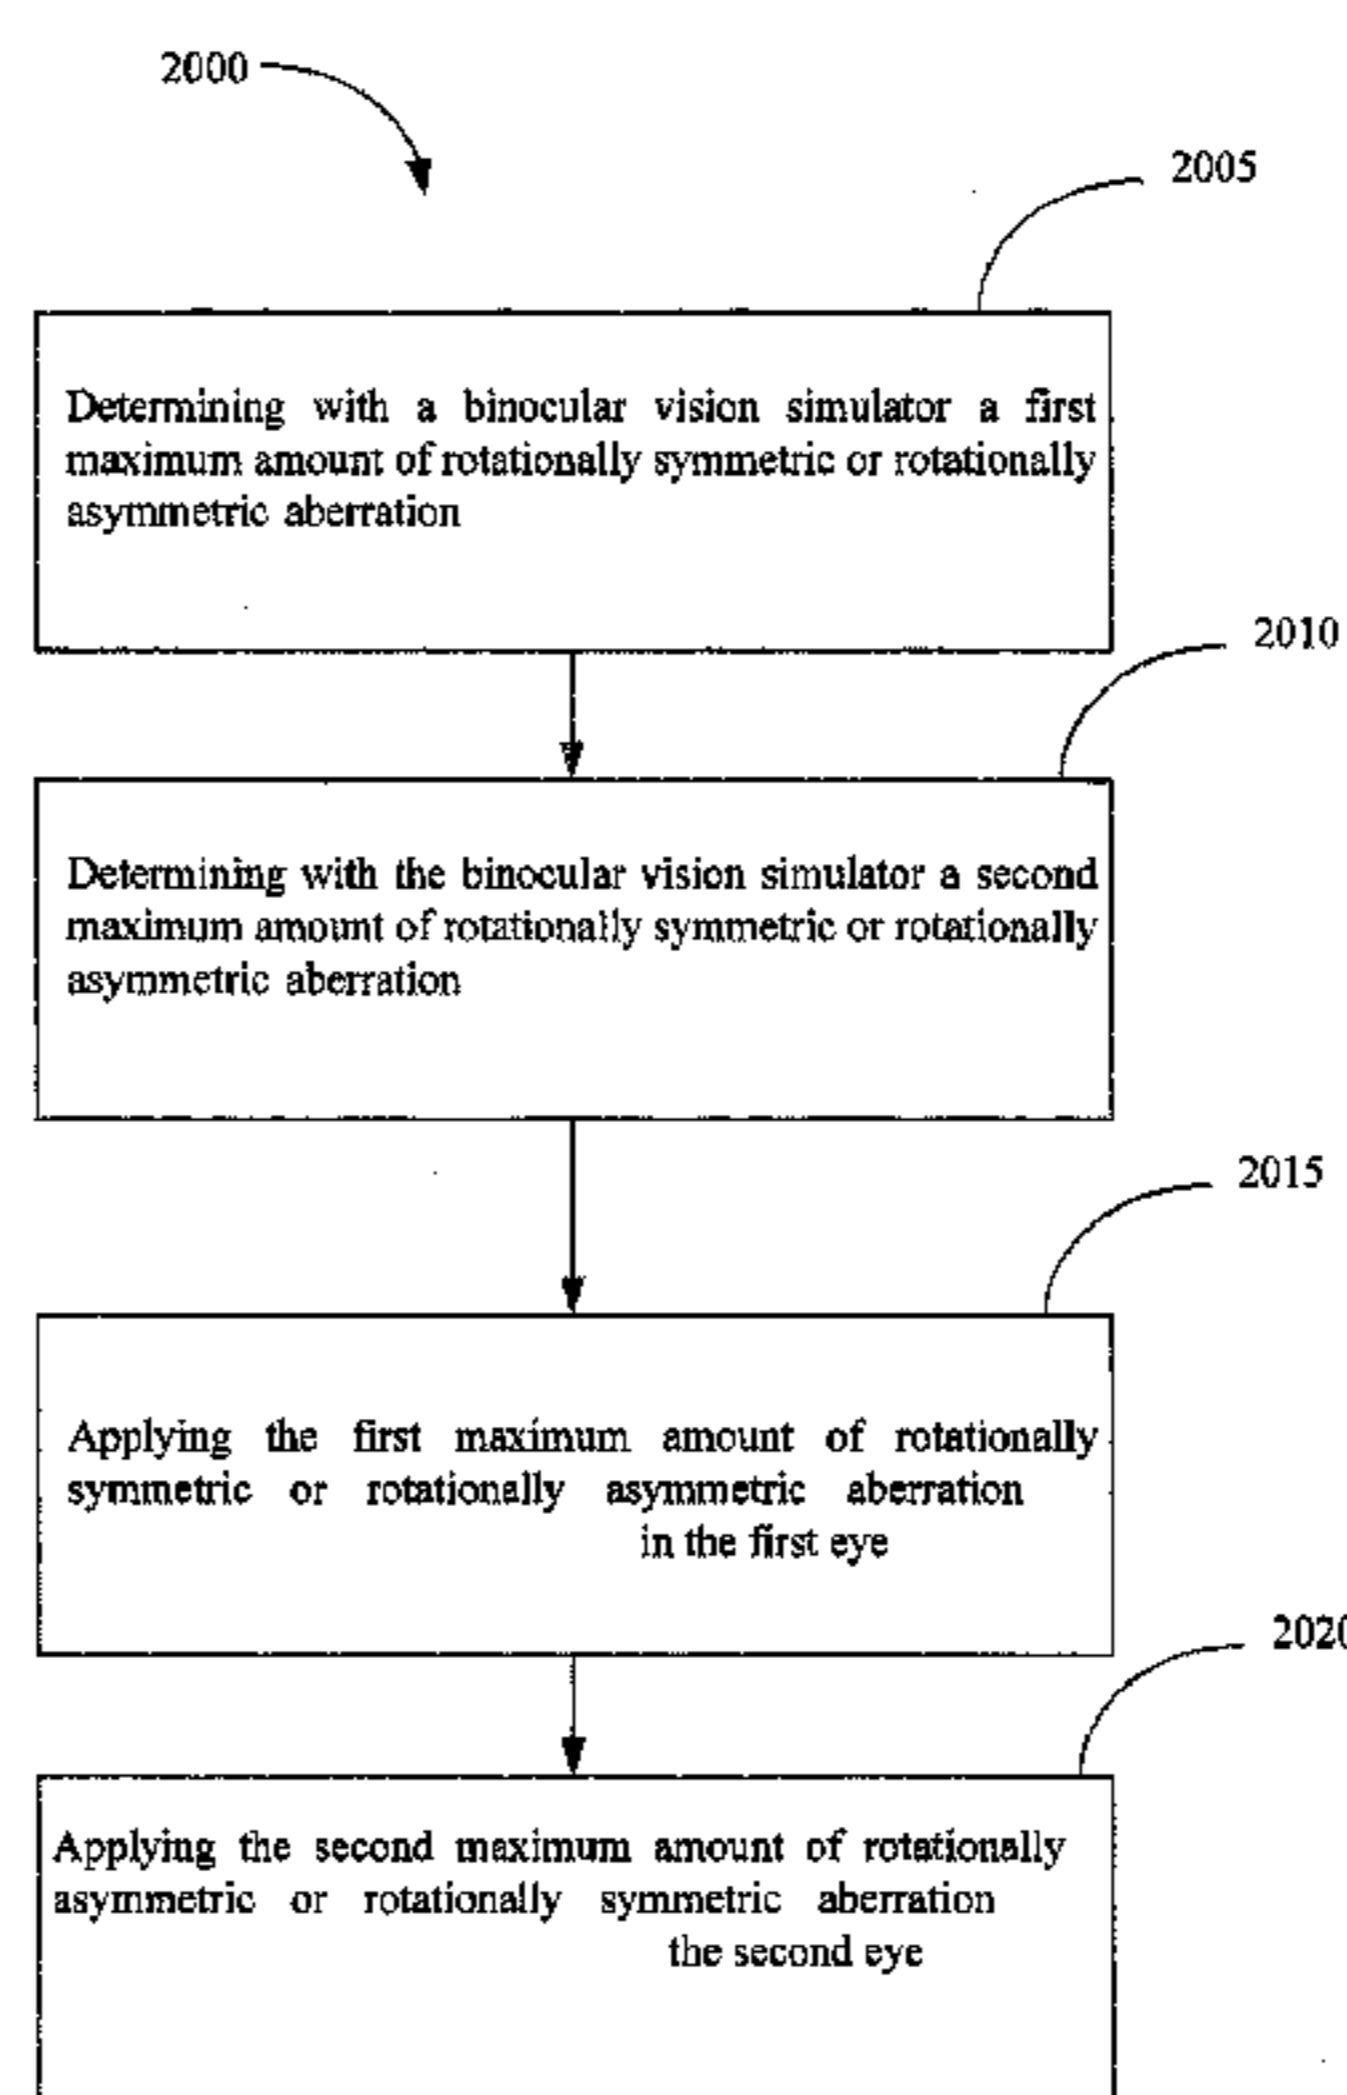 2000
2005
Determining with a binocular vision simulator a first
maximum amount of rotationally symmetric or rotationally
asymmetric aberration
2010
Determining with the binocular vision simulator a second
maximum amount of rotationally symmetric or rotationally
asymmetric aberration
2015
Applying the first maximum amount of rotationally
symmetric or rotationally asymmetric aberration
in the first eye
2020
Applying the second maximum amount of rotationally
asymmetric or rotationally symmetric aberration
the second eye